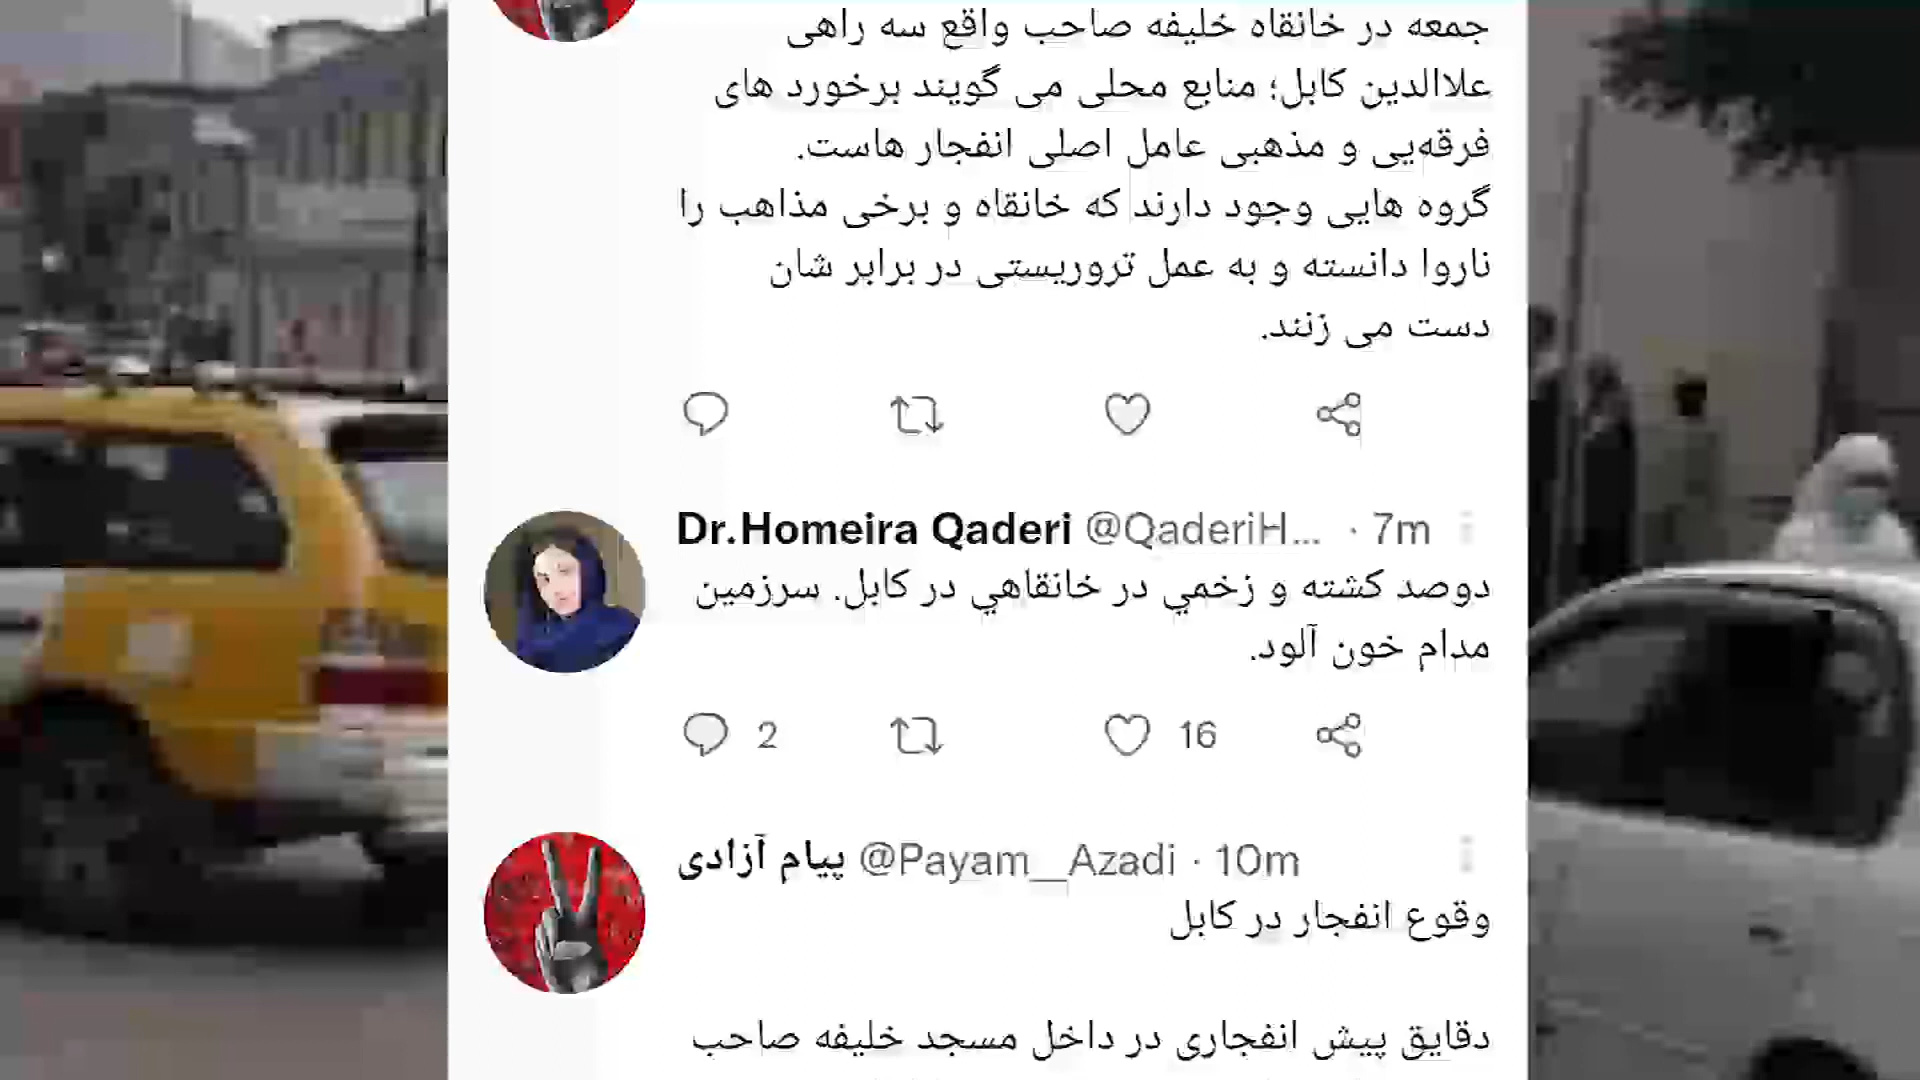 جمعه در خانقاه خلیفه صاحب واقع سه راهی
علاالدین کابل؛ منابع محلی می گویند برخورد های
فرقه‌یی و مذهبی عامل اصلی انفجار هاست.
گروه هایی وجود دارند که خانقاه و برخی مذاهب را
ناروا دانسته و به عمل تروریستی در برابر شان
دست می زنند.
Dr.Homeira Qaderi @QaderiH... · 7m
دوصد کشته و زخمي در خانقاهي در کابل. سرزمین
مدام خون آلود.
2 16
پیام آزادی @Payam__Azadi · 10m
وقوع انفجار در کابل
دقایق پیش انفجاری در داخل مسجد خلیفه صاحب